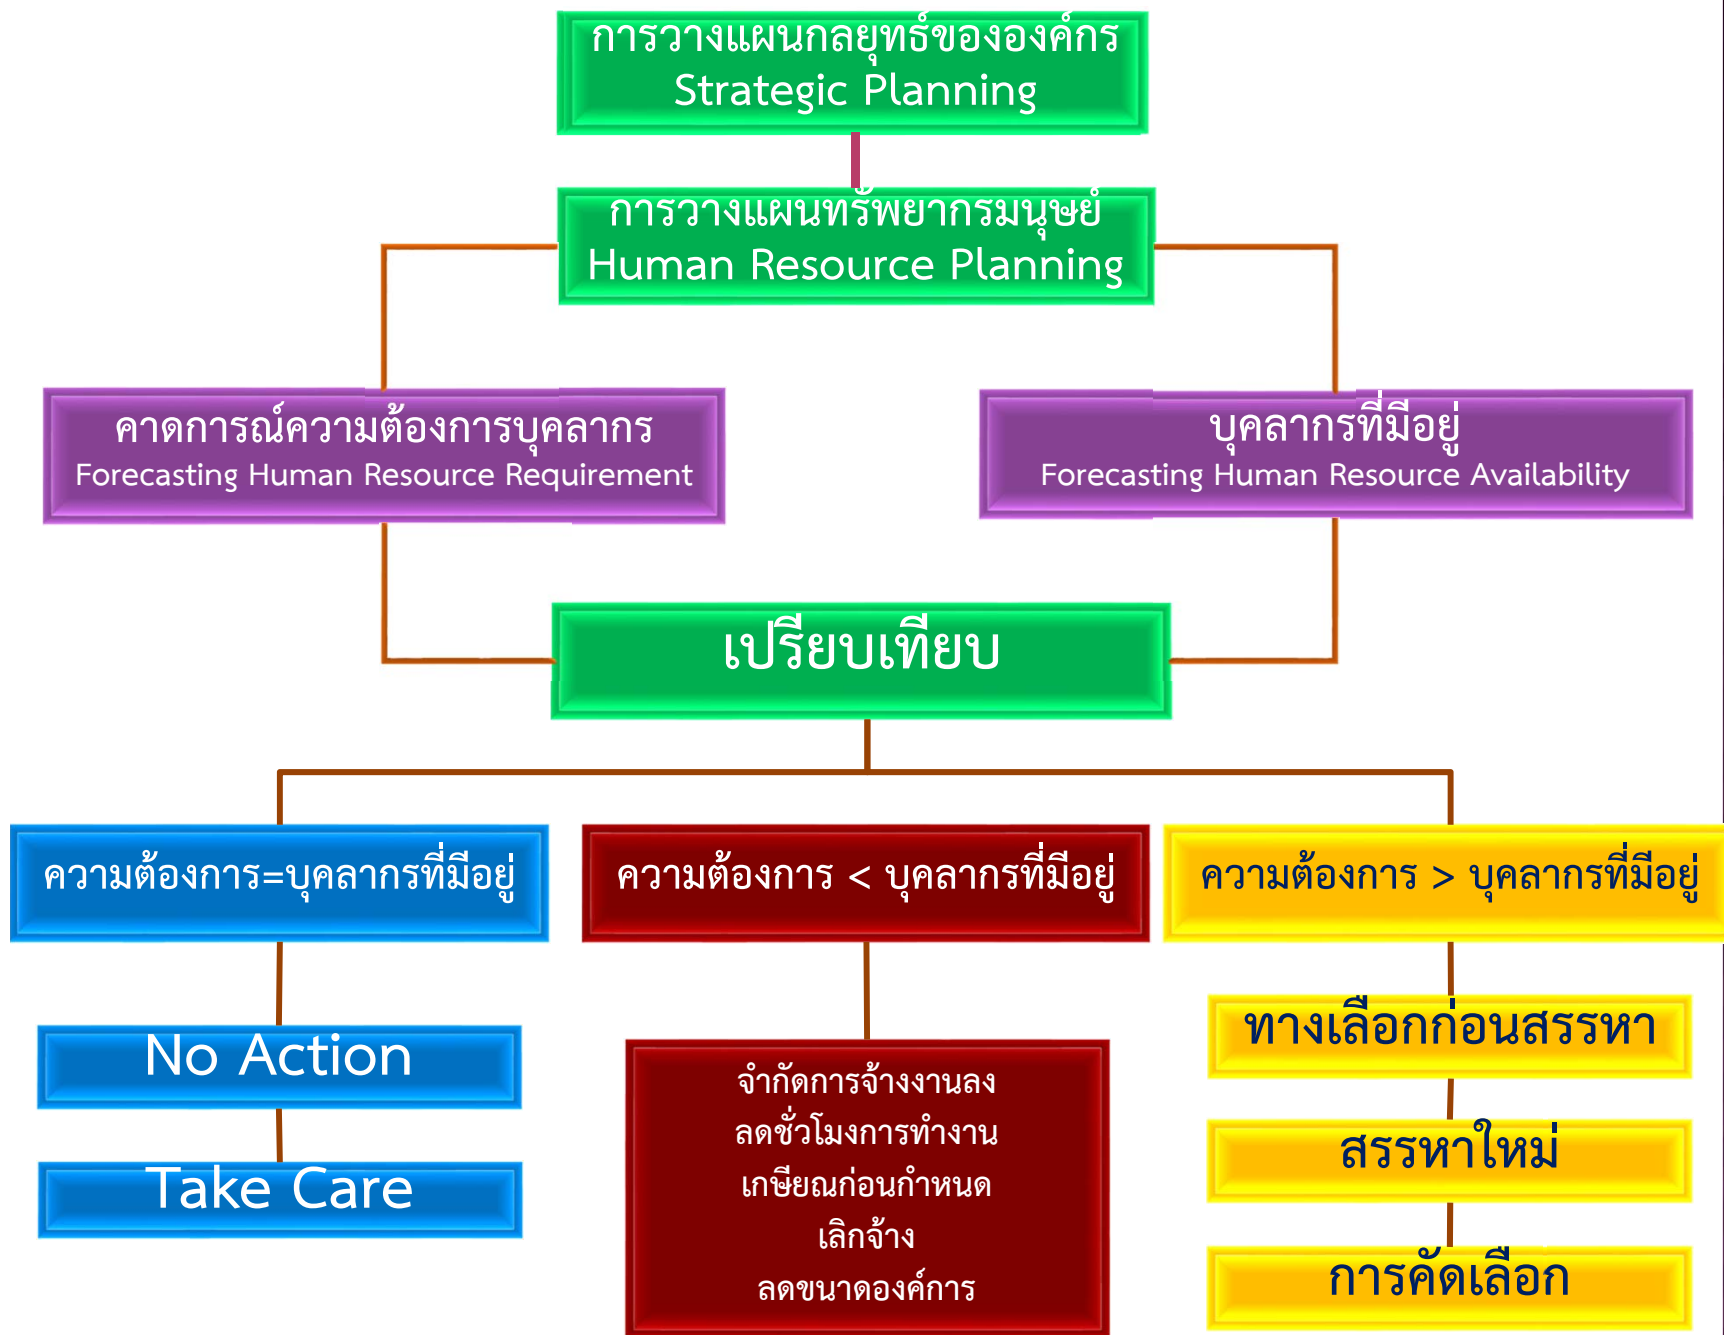 การวางแผนกลยุทธ์ขององค์กร
Strategic Planning
การวางแผนทรัพยากรมนุษย์
Human Resource Planning
คาดการณ์ความต้องการบุคลากร
Forecasting Human Resource Requirement
บุคลากรที่มีอยู่
Forecasting Human Resource Availability
เปรียบเทียบ
ความต้องการ=บุคลากรที่มีอยู่
ความต้องการ < บุคลากรที่มีอยู่
ความต้องการ > บุคลากรที่มีอยู่
No Action
Take Care
จำกัดการจ้างงานลง
ลดชั่วโมงการทำงาน
เกษียณก่อนกำหนด
เลิกจ้าง
ลดขนาดองค์การ
ทางเลือกก่อนสรรหา
สรรหาใหม่
การคัดเลือก